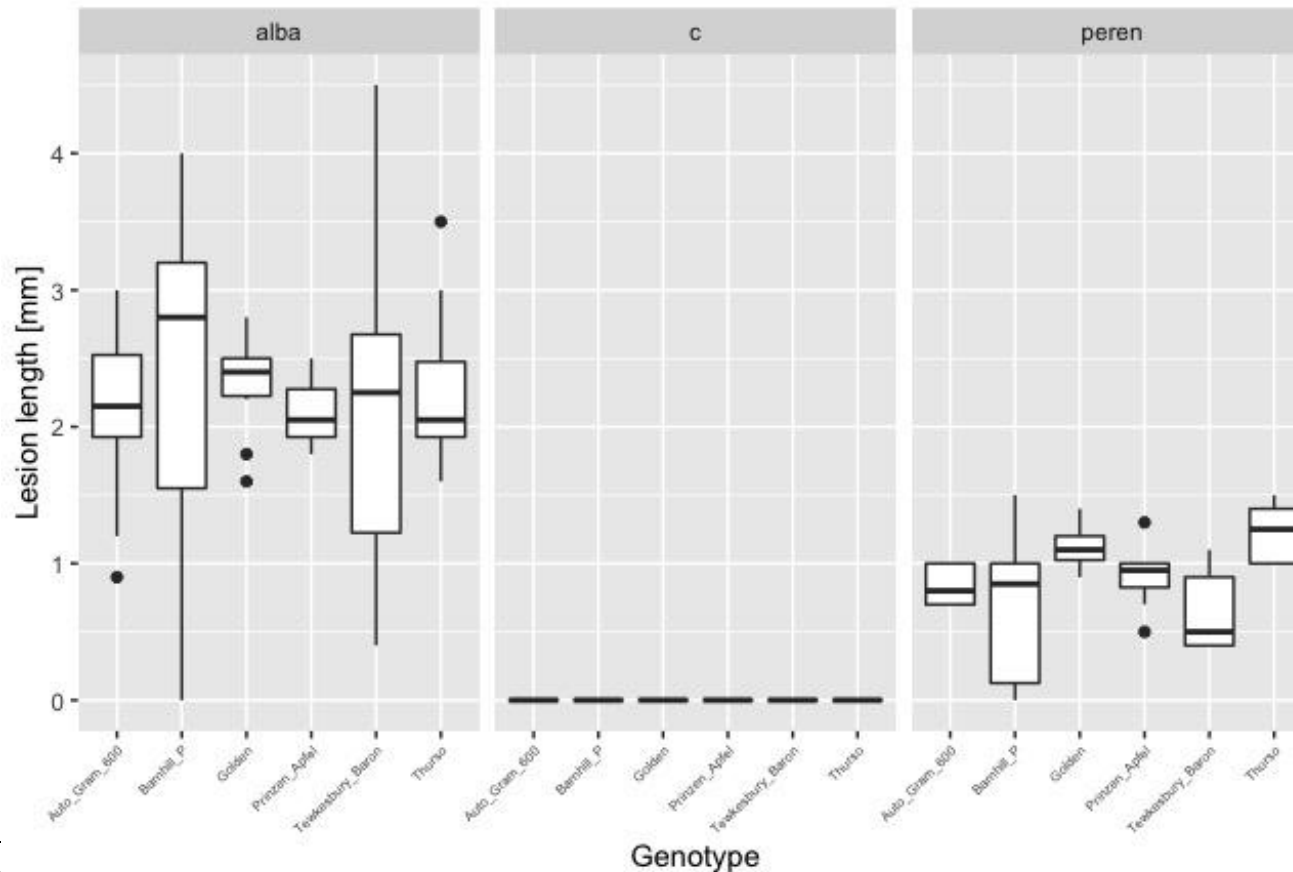 alba
c
peren
Lesion length [mm]
4
3
2
1
0
Auto_Gram_600
Barnhill_P
Golden
Prinzen_Apfel
Tewkesbury_Baron
Thurso
Auto_Gram_600
Barnhill_P
Golden
Prinzen_Apfel
Tewkesbury_Baron
Thurso
Auto_Gram_600
Barnhill_P
Golden
Prinzen_Apfel
Tewkesbury_Baron
Thurso
Genotype